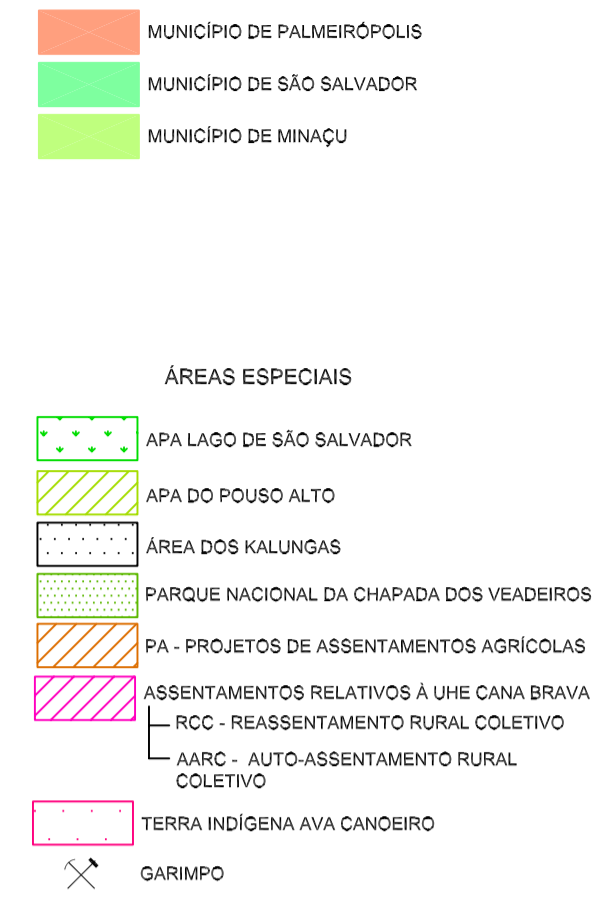 MUNICÍPIO DE PALMEIRÓPOLIS
MUNICÍPIO DE SÃO SALVADOR
MUNICÍPIO DE MINAÇU
ÁREAS ESPECIAIS
APA LAGO DE SÃO SALVADOR
APA DO POUSO ALTO
ÁREA DOS KALUNGAS
PARQUE NACIONAL DA CHAPADA DOS VEADEIROS
PA - PROJETOS DE ASSENTAMENTOS AGRÍCOLAS
ASSENTAMENTOS RELATIVOS À UHE CANA BRAVA
RCC - REASSENTAMENTO RURAL COLETIVO
AARC - AUTO-ASSENTAMENTO RURAL
COLETIVO
TERRA INDÍGENA AVA CANOEIRO
GARIMPO